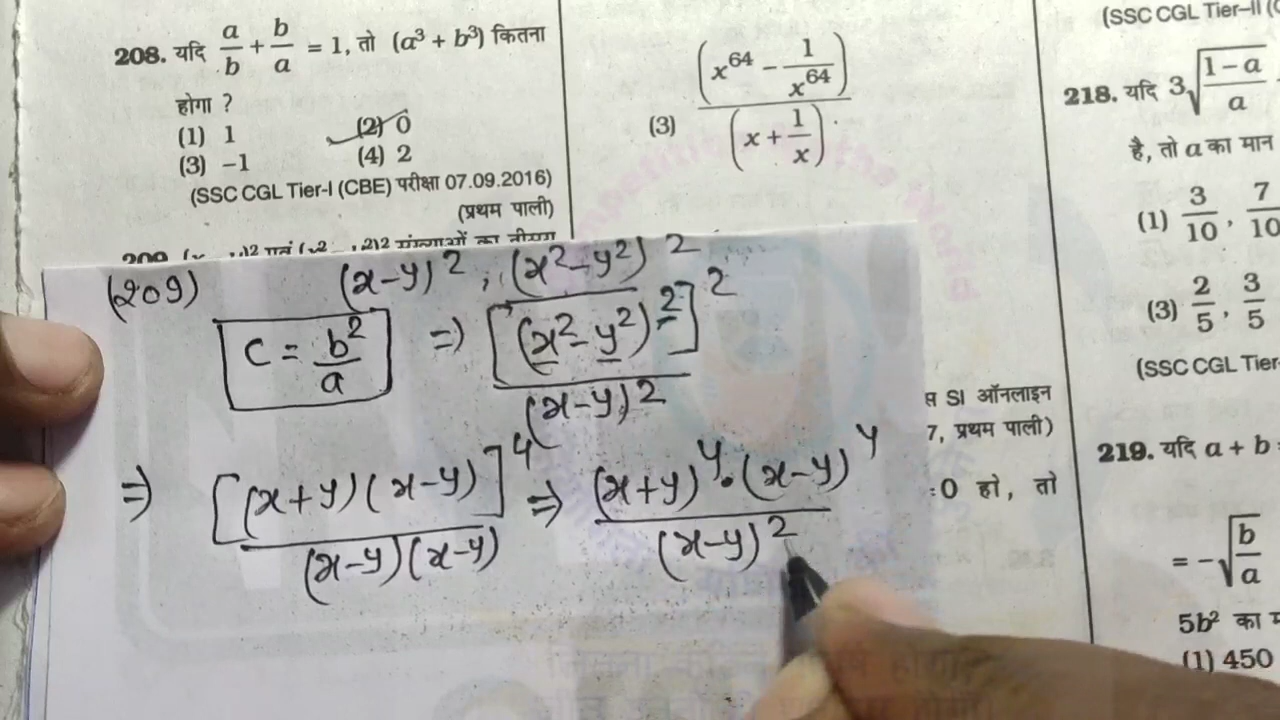 208. यदि a/b + b/a = 1, तो (a³ + b³) कितना
होगा ?
(1) 1 (2) 0
(3) –1 (4) 2
(SSC CGL Tier-I (CBE) परीक्षा 07.09.2016)
(प्रथम पाली)
(3) (x⁶⁴ – 1/x⁶⁴) / (x + 1/x)
(209) (x-y)², (x²-y²)²
c = b²/a ⇒ [(x²-y²)²]² / (x-y)²
⇒ [(x+y)(x-y)]⁴ / (x-y)(x-y) ⇒ (x+y)⁴·(x-y)⁴ / (x-y)²
SI ऑनलाइन
7, प्रथम पाली)
=0 हो, तो
(SSC CGL Tier–II
218. यदि 3√((1–a)/a)
है, तो a का मान
(1) 3/10, 7/10
(3) 2/5, 3/5
(SSC CGL Tier-
219. यदि a + b
= –√(b/a)
5b² का
(1) 450